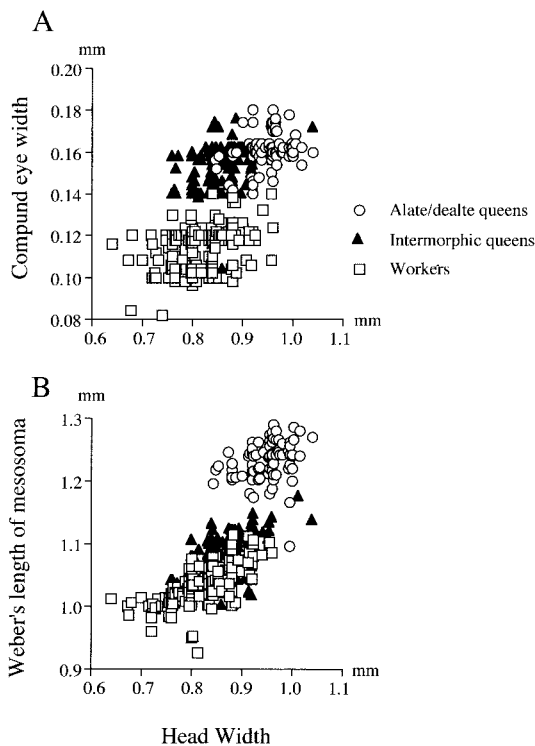 A
mm
0.20
0.18
0.16
0.14
0.12
0.10
0.08
Compund eye width
0.6 0.7 0.8 0.9 1.0 1.1 mm
Alate/dealte queens
Intermorphic queens
Workers
B
mm
1.3
1.2
1.1
1.0
0.9
Weber's length of mesosoma
0.6 0.7 0.8 0.9 1.0 1.1 mm
Head Width